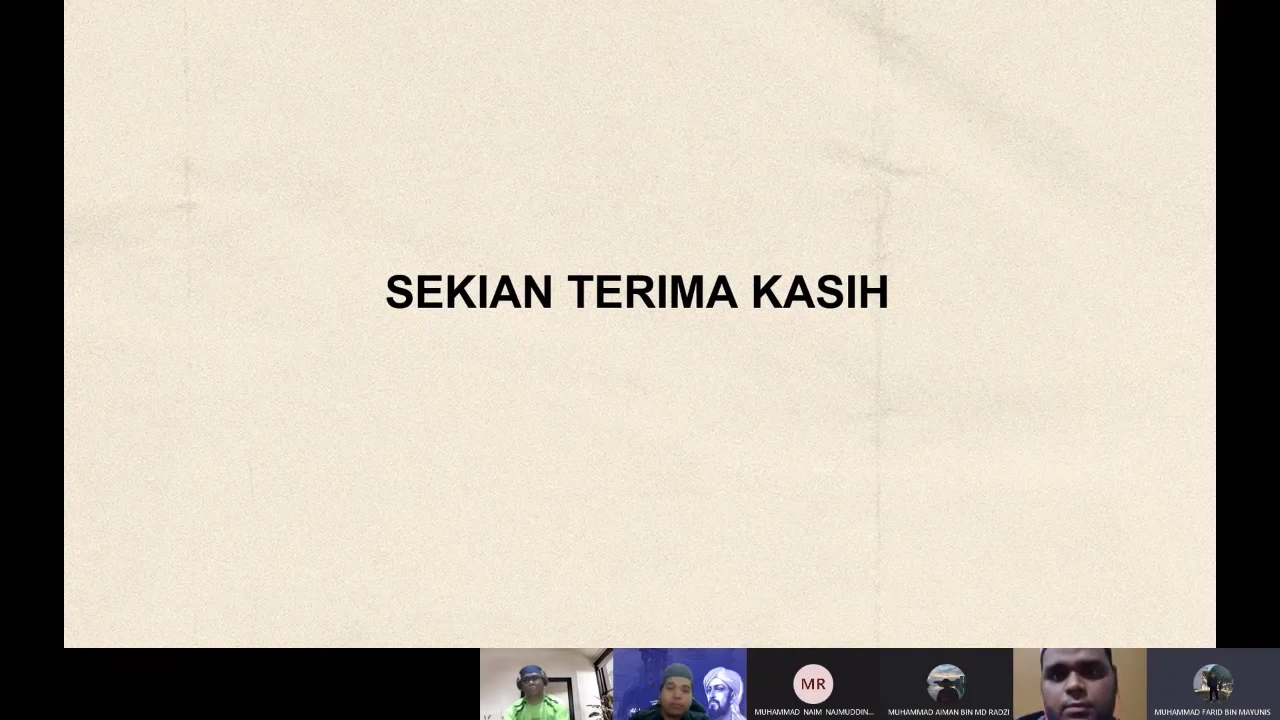 SEKIAN TERIMA KASIH
MR
MUHAMMAD NAIM NAJMUDDIN...
MUHAMMAD AIMAN BIN MD RADZI
MUHAMMAD FARID BIN MAYUNIS